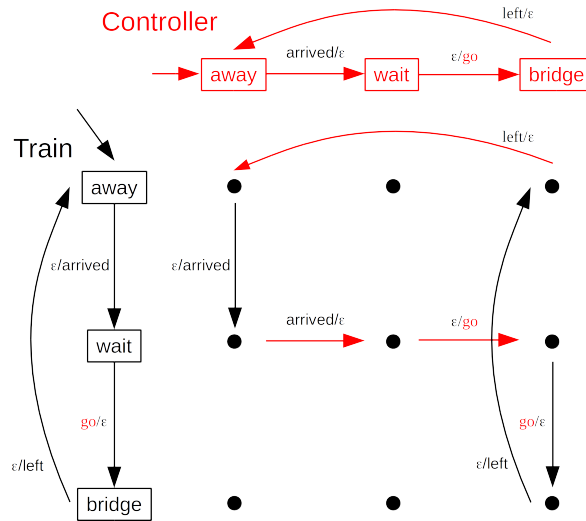 Controller
left/ε
arrived/ε
ε/go
away
wait
bridge
Train
left/ε
away
ε/arrived
ε/arrived
arrived/ε
ε/go
wait
go/ε
go/ε
ε/left
ε/left
bridge